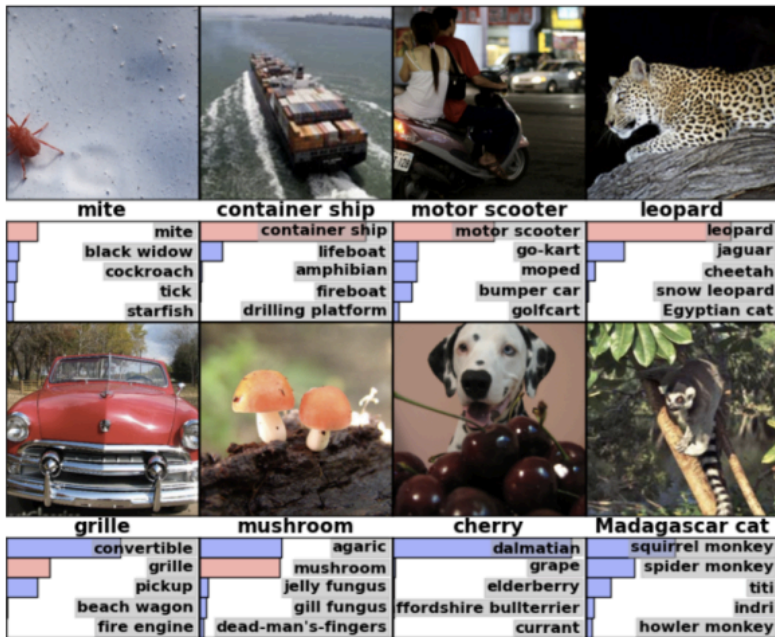 mite container ship motor scooter leopard
mite
black widow
cockroach
tick
starfish
container ship
lifeboat
amphibian
fireboat
drilling platform
motor scooter
go-kart
moped
bumper car
golfcart
leopard
jaguar
cheetah
snow leopard
Egyptian cat
grille mushroom cherry Madagascar cat
convertible
grille
pickup
beach wagon
fire engine
agaric
mushroom
jelly fungus
gill fungus
dead-man's-fingers
dalmatian
grape
elderberry
ffordshire bullterrier
currant
squirrel monkey
spider monkey
titi
indri
howler monkey